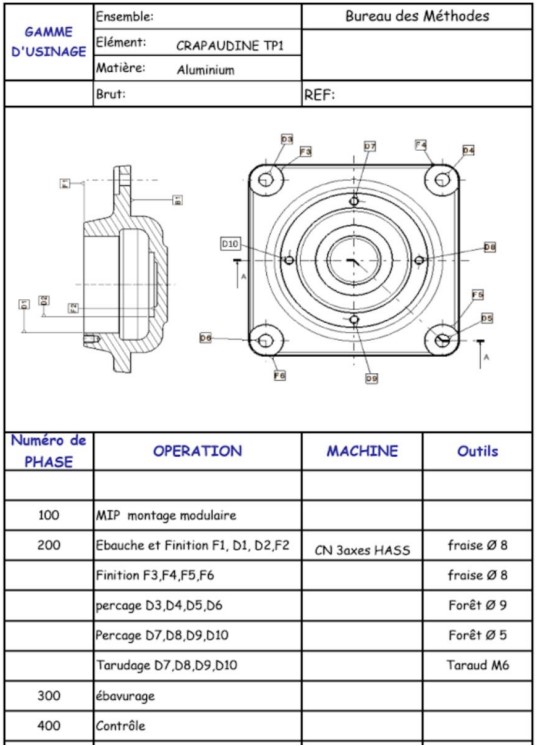 GAMME D'USINAGE
Ensemble:
Bureau des Méthodes
Elément: CRAPAUDINE TP1
Matière: Aluminium
Brut:
REF:
F1
B1
D1
D2
F2
D3
F3
D7
F4
D4
D10
D8
A
F5
D5
D6
A
F6
D9
Numéro de PHASE OPERATION MACHINE Outils
100 MIP montage modulaire
200 Ebauche et Finition F1, D1, D2,F2 CN 3axes HASS fraise Ø 8
Finition F3,F4,F5,F6 fraise Ø 8
percage D3,D4,D5,D6 Forêt Ø 9
Percage D7,D8,D9,D10 Forêt Ø 5
Tarudage D7,D8,D9,D10 Taraud M6
300 ébavurage
400 Contrôle